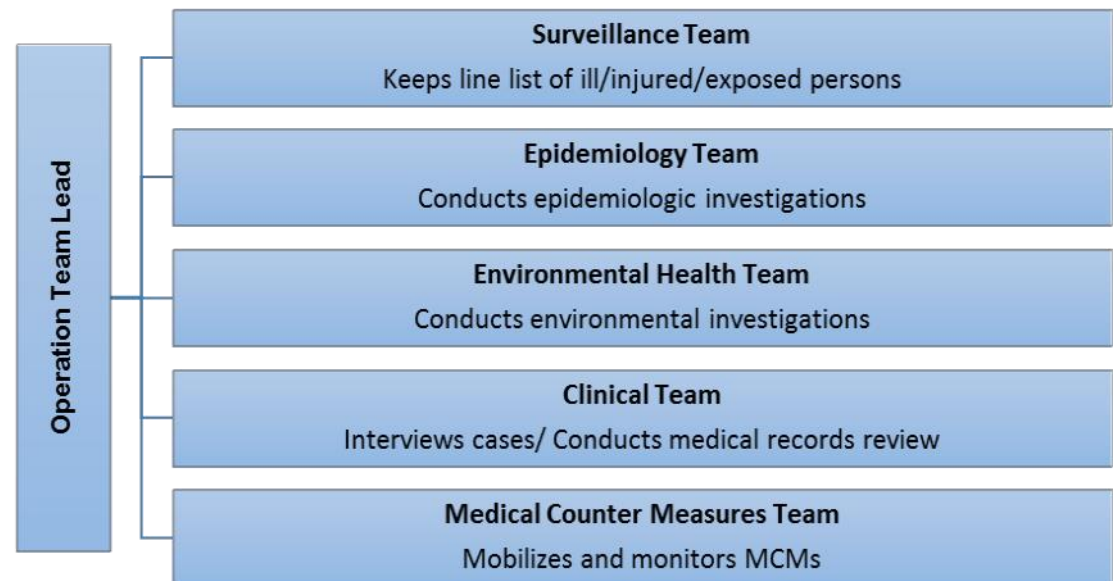 Operation Team Lead
Surveillance Team
Keeps line list of ill/injured/exposed persons
Epidemiology Team
Conducts epidemiologic investigations
Environmental Health Team
Conducts environmental investigations
Clinical Team
Interviews cases/ Conducts medical records review
Medical Counter Measures Team
Mobilizes and monitors MCMs